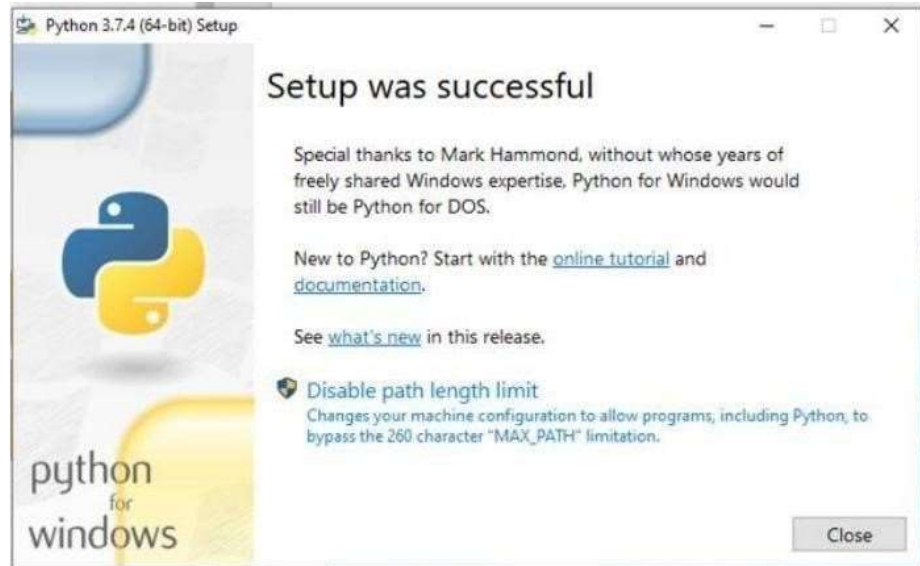 Python 3.7.4 (64-bit) Setup
Setup was successful
Special thanks to Mark Hammond, without whose years of
freely shared Windows expertise, Python for Windows would
still be Python for DOS.
New to Python? Start with the online tutorial and
documentation.
See what's new in this release.
Disable path length limit
Changes your machine configuration to allow programs, including Python, to
bypass the 260 character "MAX_PATH" limitation.
python
for
windows
Close